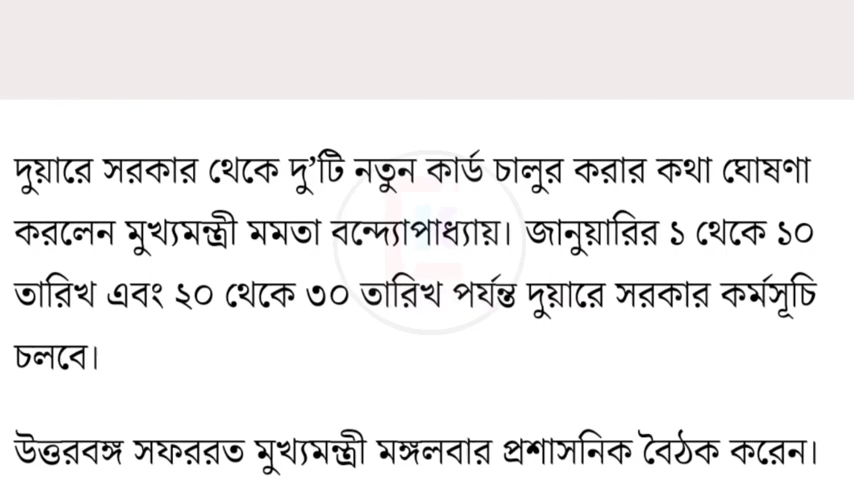 দুয়ারে সরকার থেকে দু’টি নতুন কার্ড চালুর করার কথা ঘোষণা
করলেন মুখ্যমন্ত্রী মমতা বন্দ্যোপাধ্যায়। জানুয়ারির ১ থেকে ১০
তারিখ এবং ২০ থেকে ৩০ তারিখ পর্যন্ত দুয়ারে সরকার কর্মসূচি
চলবে।
উত্তরবঙ্গ সফররত মুখ্যমন্ত্রী মঙ্গলবার প্রশাসনিক বৈঠক করেন।